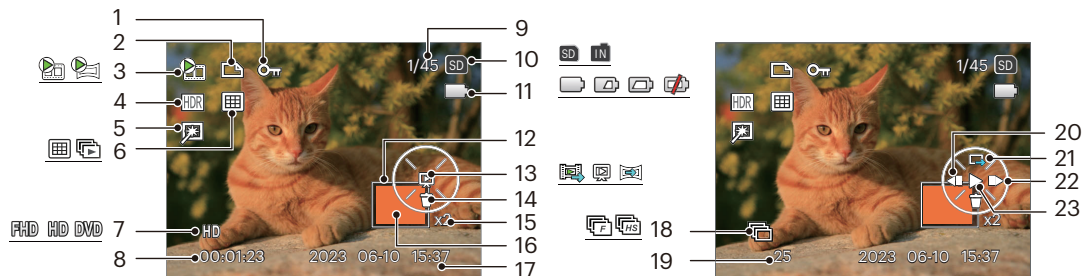 1
2
3
4
5
6
7
8
FHD HD DVD
HDR
HD
00:01:23 2023 06-10 15:37
1/45 SD
x2
9
10
11
12
13
14
15
16
17
SD IN
F HS
18
19
HDR
1/45 SD
x2
25 2023 06-10 15:37
20
21
22
23